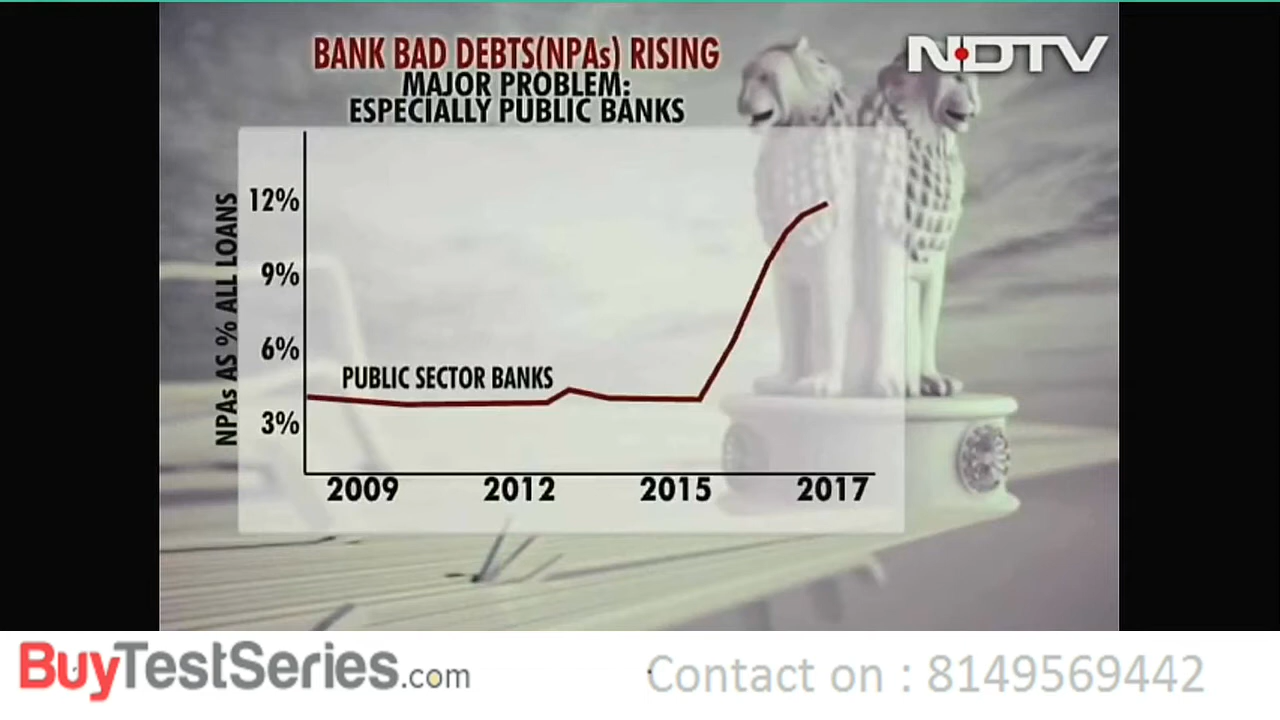 BANK BAD DEBTS(NPAs) RISING
MAJOR PROBLEM:
ESPECIALLY PUBLIC BANKS
NDTV
NPAs AS % ALL LOANS
12%
9%
6%
3%
PUBLIC SECTOR BANKS
2009 2012 2015 2017
BuyTestSeries.com
Contact on : 8149569442